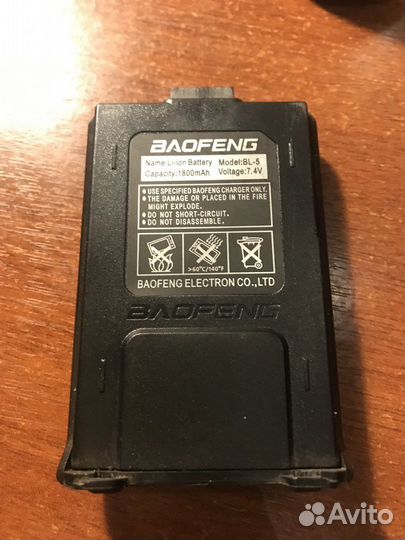 BAOFENG
Name:Li-ion Battery Model:BL-5
Capacity:1800mAh Voltage:7.4V
• USE SPECIFIED BAOFENG CHARGER ONLY.
• THE DAMAGE OR PLACED IN THE FIRE
MIGHT EXPLODE.
• DO NOT SHORT-CIRCUIT.
• DO NOT DISASSEMBLE.
>60°C/140°F
BAOFENG ELECTRON CO.,LTD
BAOFENG
Avito